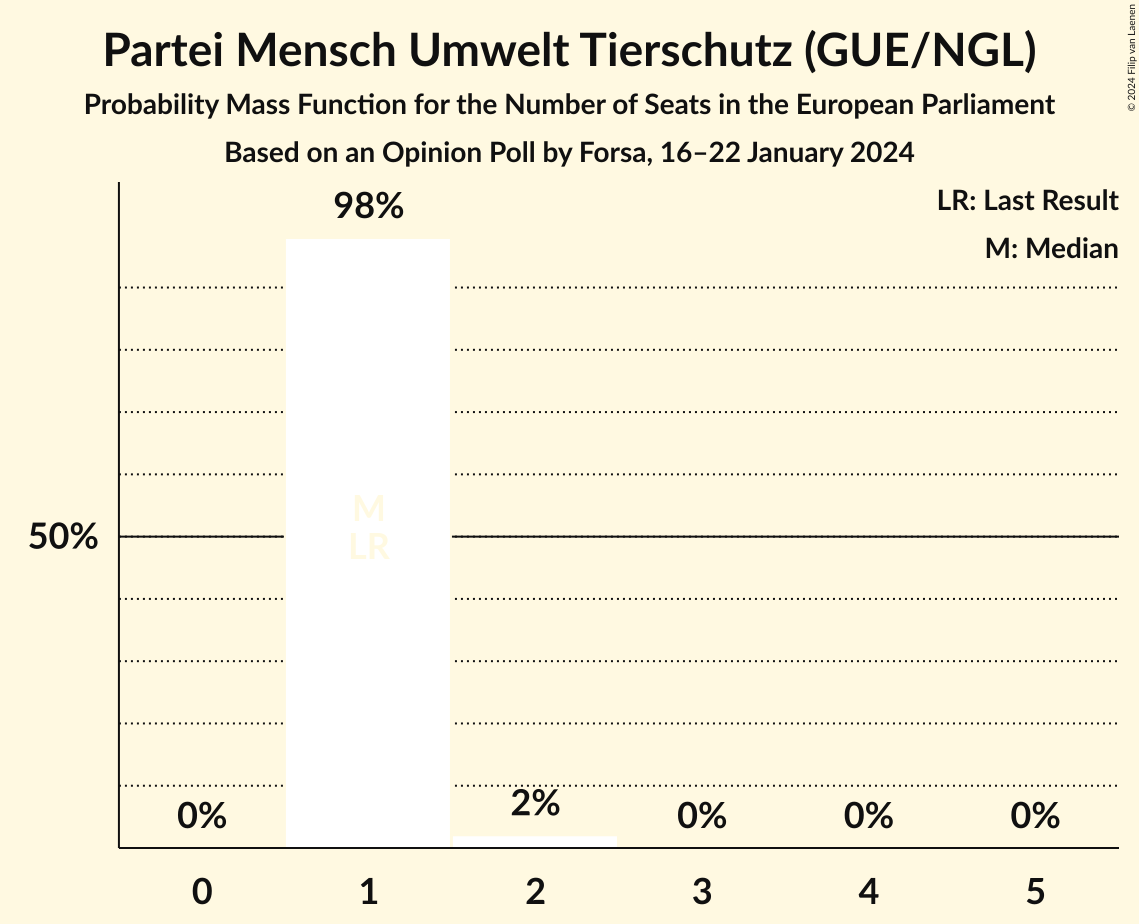 Partei Mensch Umwelt Tierschutz (GUE/NGL)
Probability Mass Function for the Number of Seats in the European Parliament
Based on an Opinion Poll by Forsa, 16–22 January 2024
© 2024 Filip van Laenen
LR: Last Result
M: Median
98%
M
LR
50%
0%
2%
0%
0%
0%
0
1
2
3
4
5